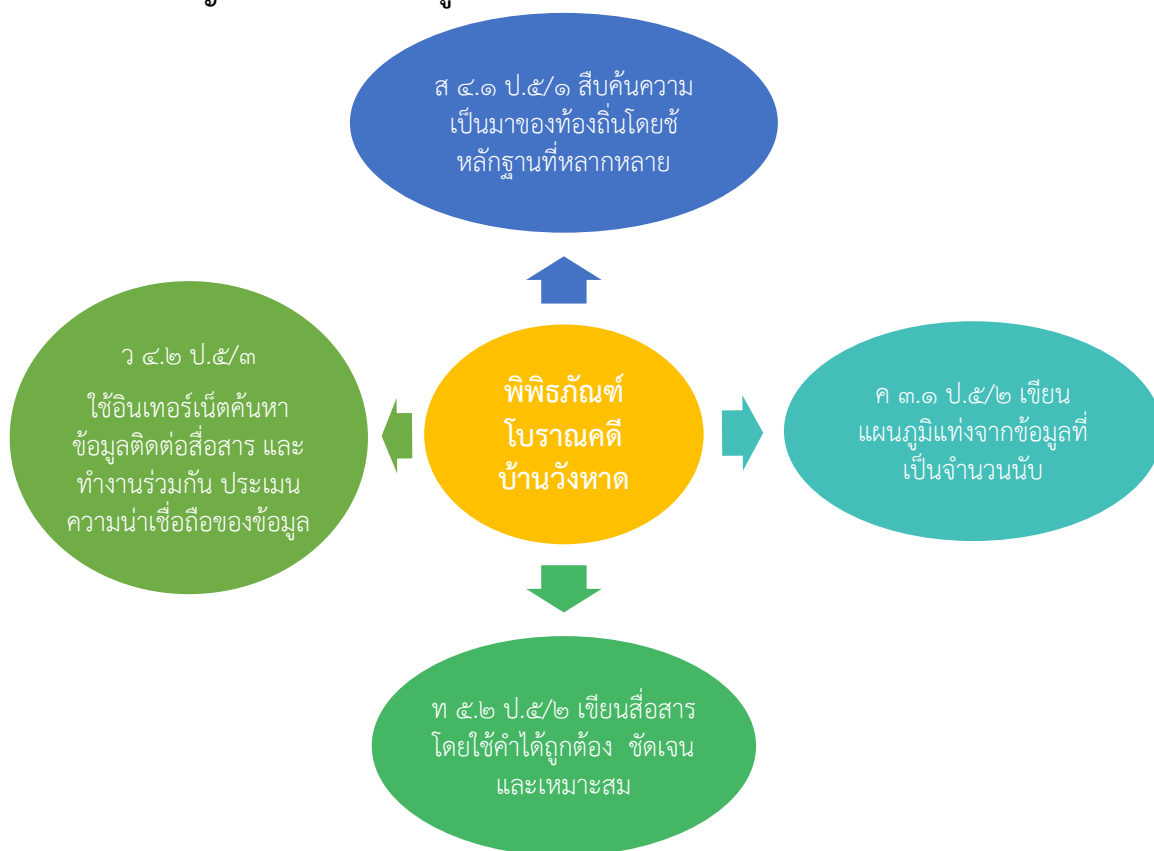 ส ๔.๑ ป.๕/๑ สืบค้นความ
เป็นมาของท้องถิ่นโดยช้
หลักฐานที่หลากหลาย
ว ๔.๒ ป.๕/๓
ใช้อินเทอร์เน็ตค้นหา
ข้อมูลติดต่อสื่อสาร และ
ทำงานร่วมกัน ประเมน
ความน่าเชื่อถือของข้อมูล
พิพิธภัณฑ์
โบราณคดี
บ้านวังหาด
ค ๓.๑ ป.๕/๒ เขียน
แผนภูมิแท่งจากข้อมูลที่
เป็นจำนวนนับ
ท ๕.๒ ป.๕/๒ เขียนสื่อสาร
โดยใช้คำได้ถูกต้อง ชัดเจน
และเหมาะสม